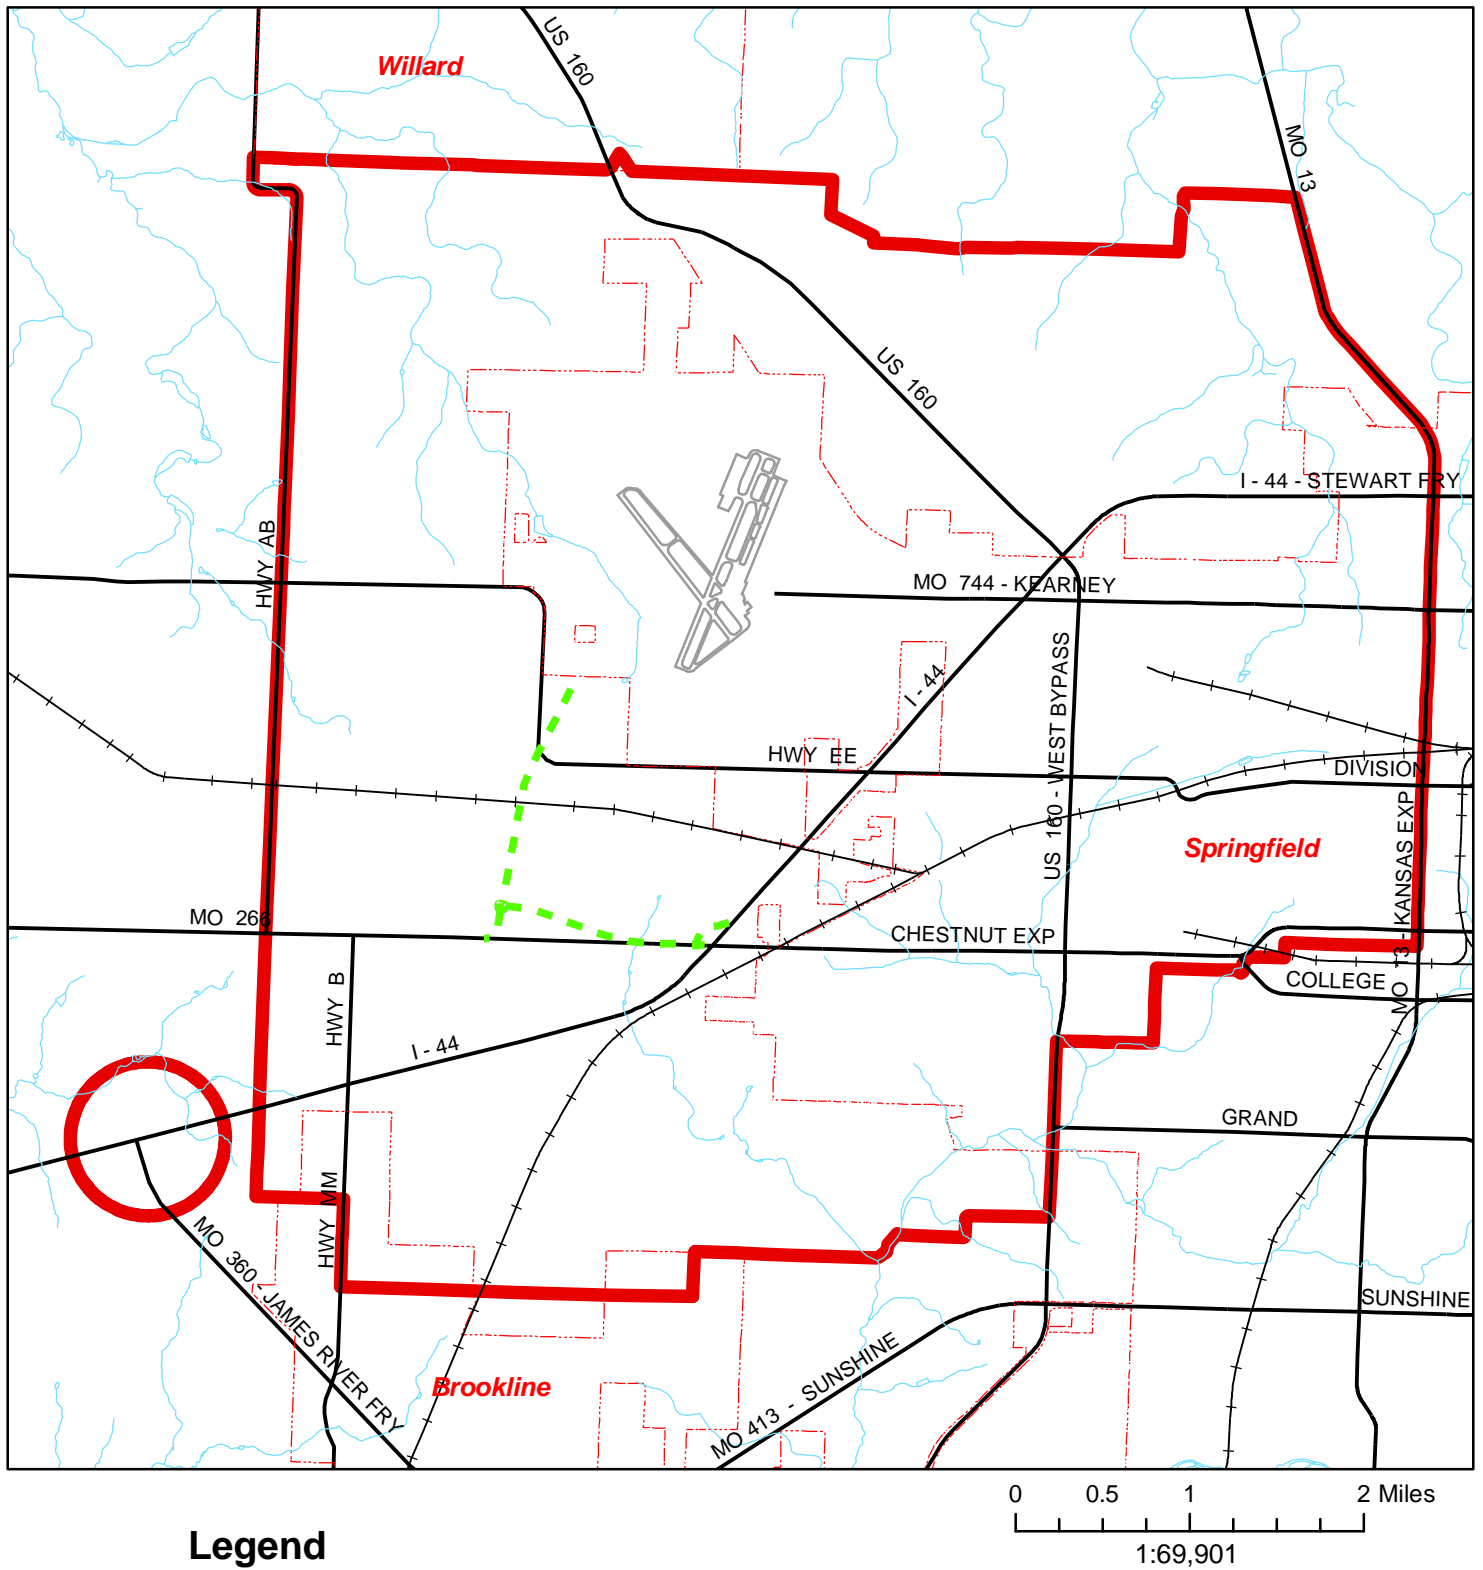 US 160
Willard
MO 13
US 160
I - 44 - STEWART FRY
HWY AB
MO 744 - KEARNEY
I - 44
US 160 - WEST BYPASS
HWY EE
DIVISION
Springfield
MO 13 - KANSAS EXP
MO 266
CHESTNUT EXP
HWY B
COLLEGE
I - 44
GRAND
HWY MM
MO 360 - JAMES RIVER FRY
SUNSHINE
Brookline
MO 413 - SUNSHINE
0 0.5 1 2 Miles
Legend
1:69,901